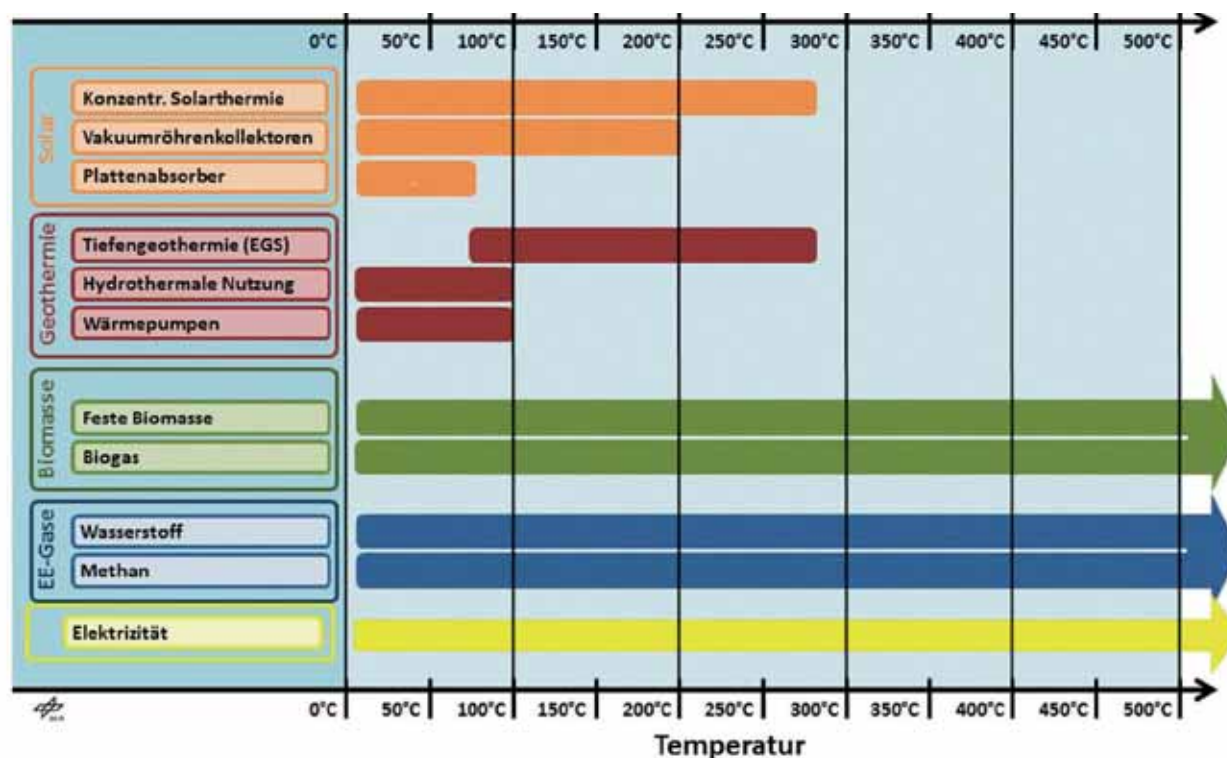 0°C 50°C 100°C 150°C 200°C 250°C 300°C 350°C 400°C 450°C 500°C
Solar
Konzentr. Solarthermie
Vakuumröhrenkollektoren
Plattenabsorber
Geothermie
Tiefengeothermie (EGS)
Hydrothermale Nutzung
Wärmepumpen
Biomasse
Feste Biomasse
Biogas
EE-Gase
Wasserstoff
Methan
Elektrizität
0°C 50°C 100°C 150°C 200°C 250°C 300°C 350°C 400°C 450°C 500°C
Temperatur